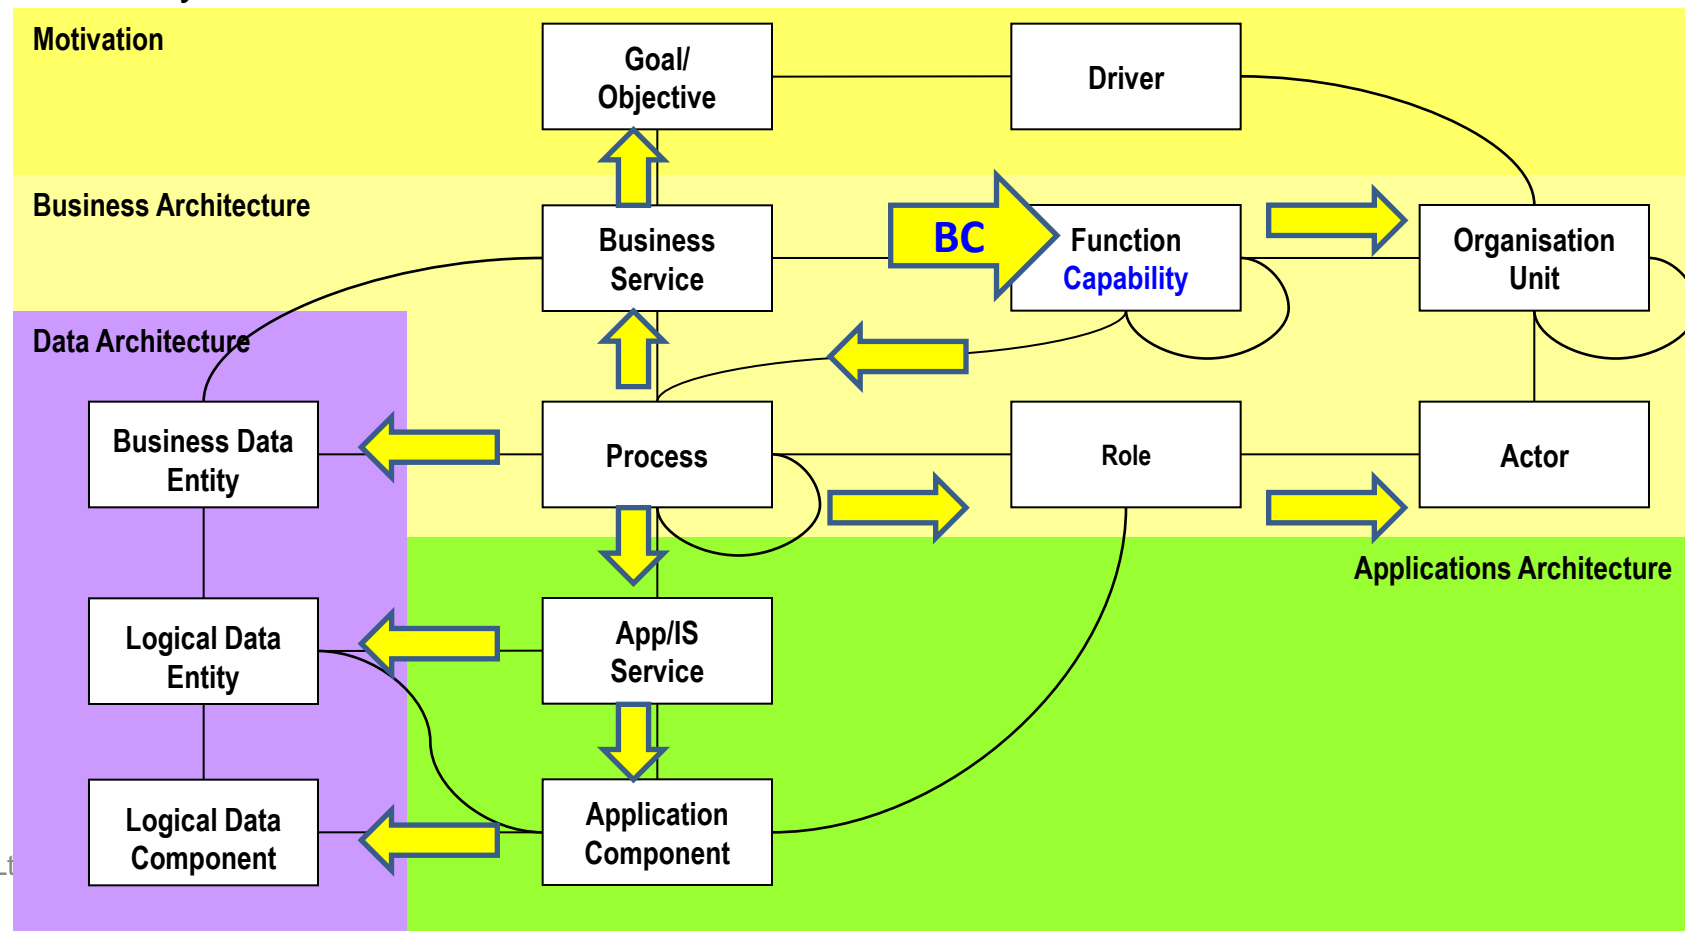 Motivation
Goal/
Objective
Driver
Business Architecture
Business
Service
BC
Function
Capability
Organisation
Unit
Data Architecture
Business Data
Entity
Process
Role
Actor
Applications Architecture
Logical Data
Entity
App/IS
Service
Logical Data
Component
Application
Component